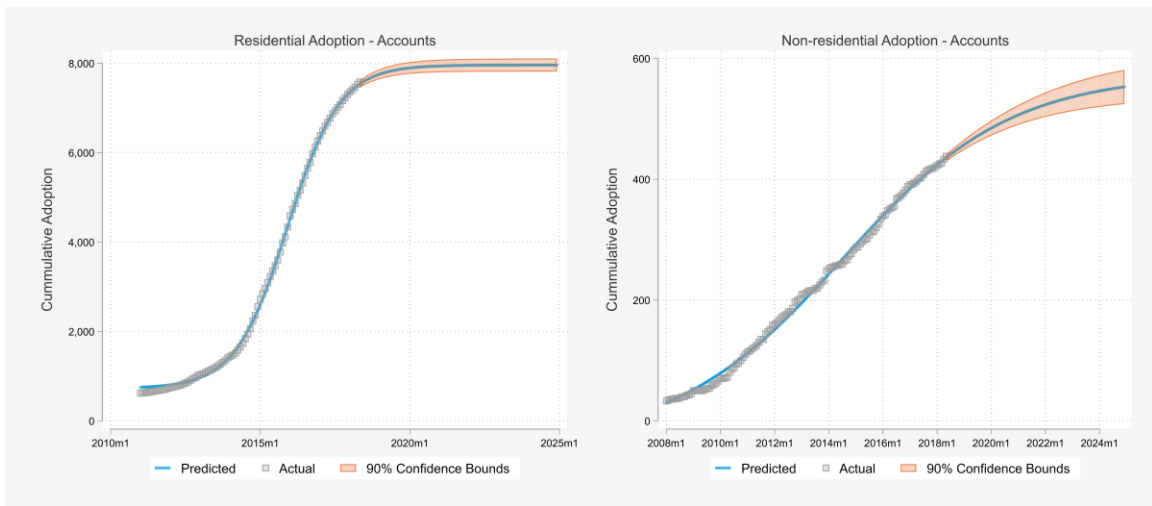 Residential Adoption - Accounts
Cummulative Adoption
8,000
6,000
4,000
2,000
0
2010m1 2015m1 2020m1 2025m1
Predicted Actual 90% Confidence Bounds
Non-residential Adoption - Accounts
Cummulative Adoption
600
400
200
0
2008m1 2010m1 2012m1 2014m1 2016m1 2018m1 2020m1 2022m1 2024m1
Predicted Actual 90% Confidence Bounds